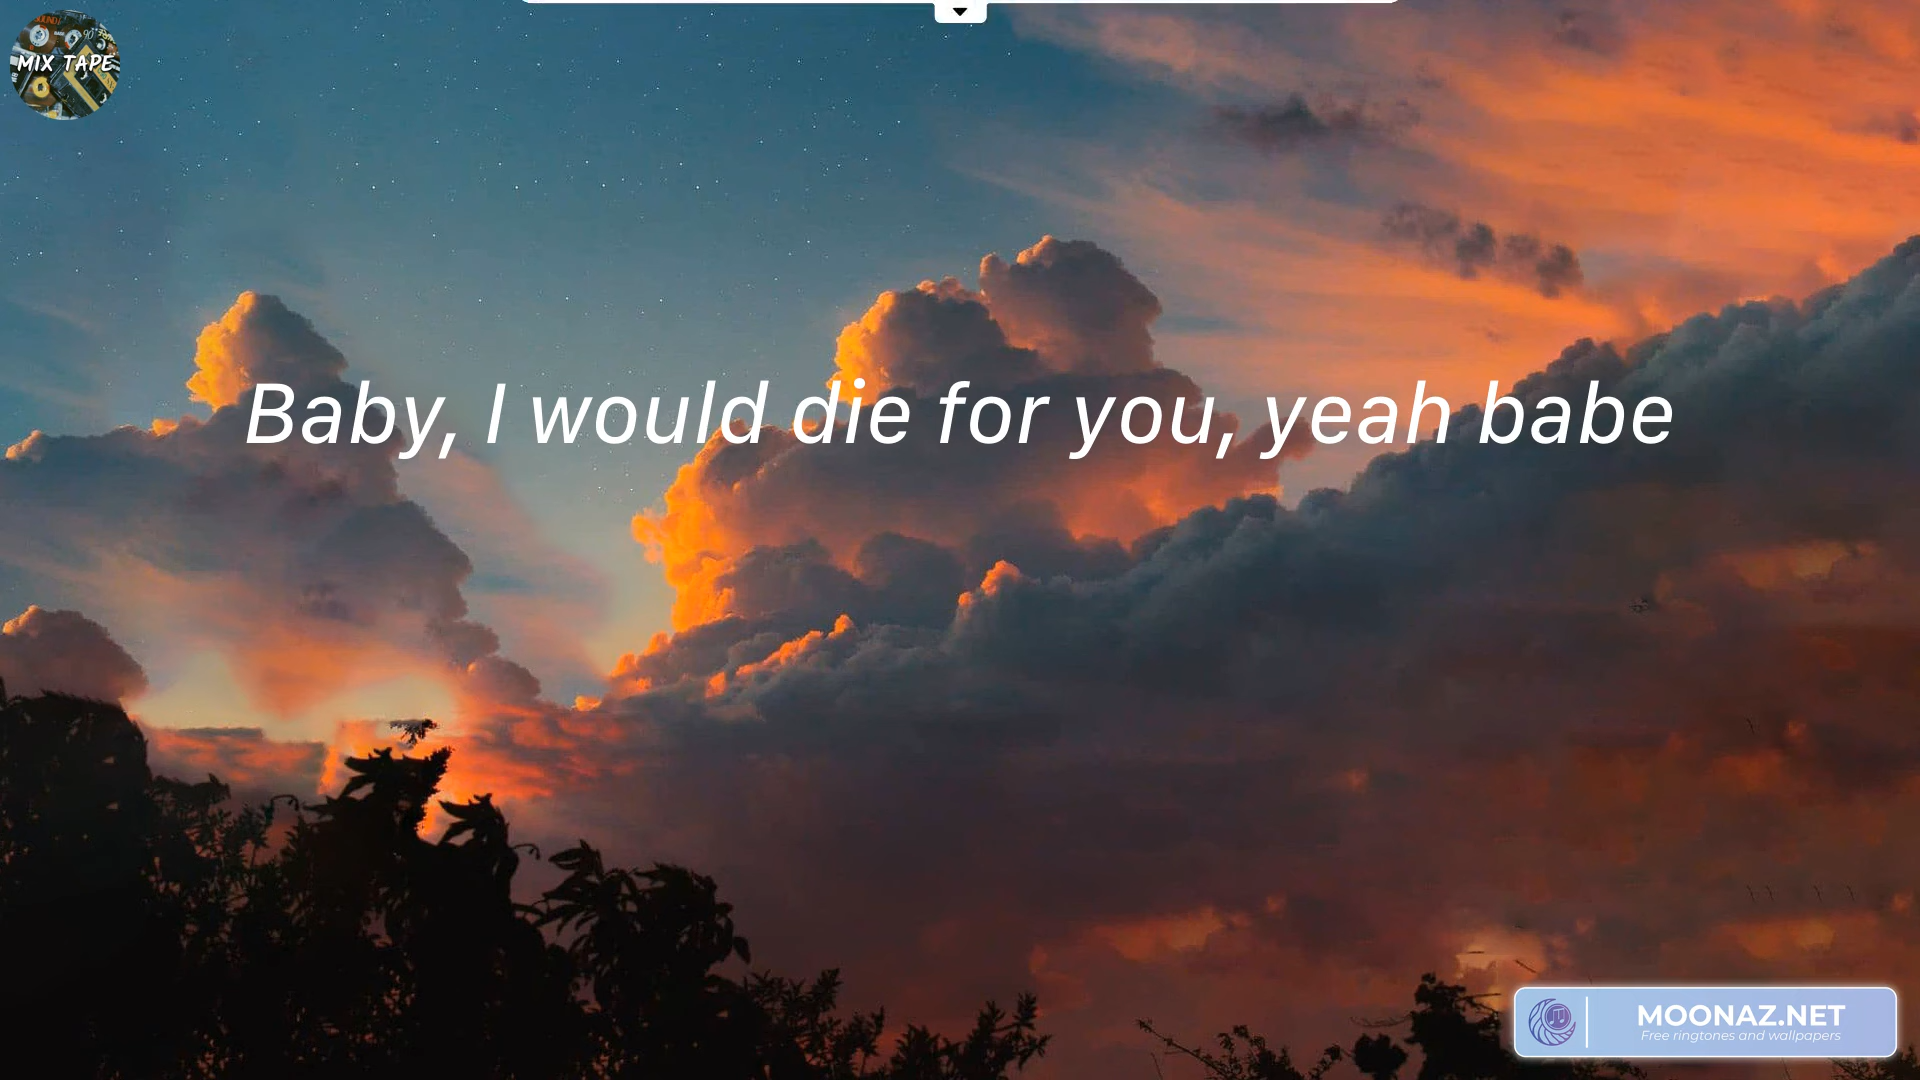 MIX TAPE
Baby, I would die for you, yeah babe
MOONAZ.NET
Free ringtones and wallpapers